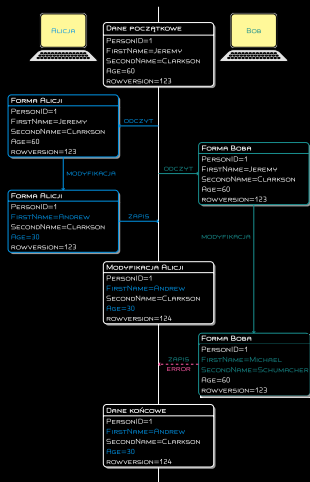 Alicja
Bob
Dane początkowe
PersonID=1
FirstName=Jeremy
SecondName=Clarkson
Age=60
rowversion=123
Forma Alicji
PersonID=1
FirstName=Jeremy
SecondName=Clarkson
Age=60
rowversion=123
odczyt
Forma Boba
PersonID=1
FirstName=Jeremy
SecondName=Clarkson
Age=60
rowversion=123
odczyt
modyfikacja
Forma Alicji
PersonID=1
FirstName=Andrew
SecondName=Clarkson
Age=30
rowversion=123
zapis
modyfikacja
Modyfikacja Alicji
PersonID=1
FirstName=Andrew
SecondName=Clarkson
Age=30
rowversion=124
Forma Boba
PersonID=1
FirstName=Michael
SecondName=Schumacher
Age=60
rowversion=123
zapis
error
Dane końcowe
PersonID=1
FirstName=Andrew
SecondName=Clarkson
Age=30
rowversion=124